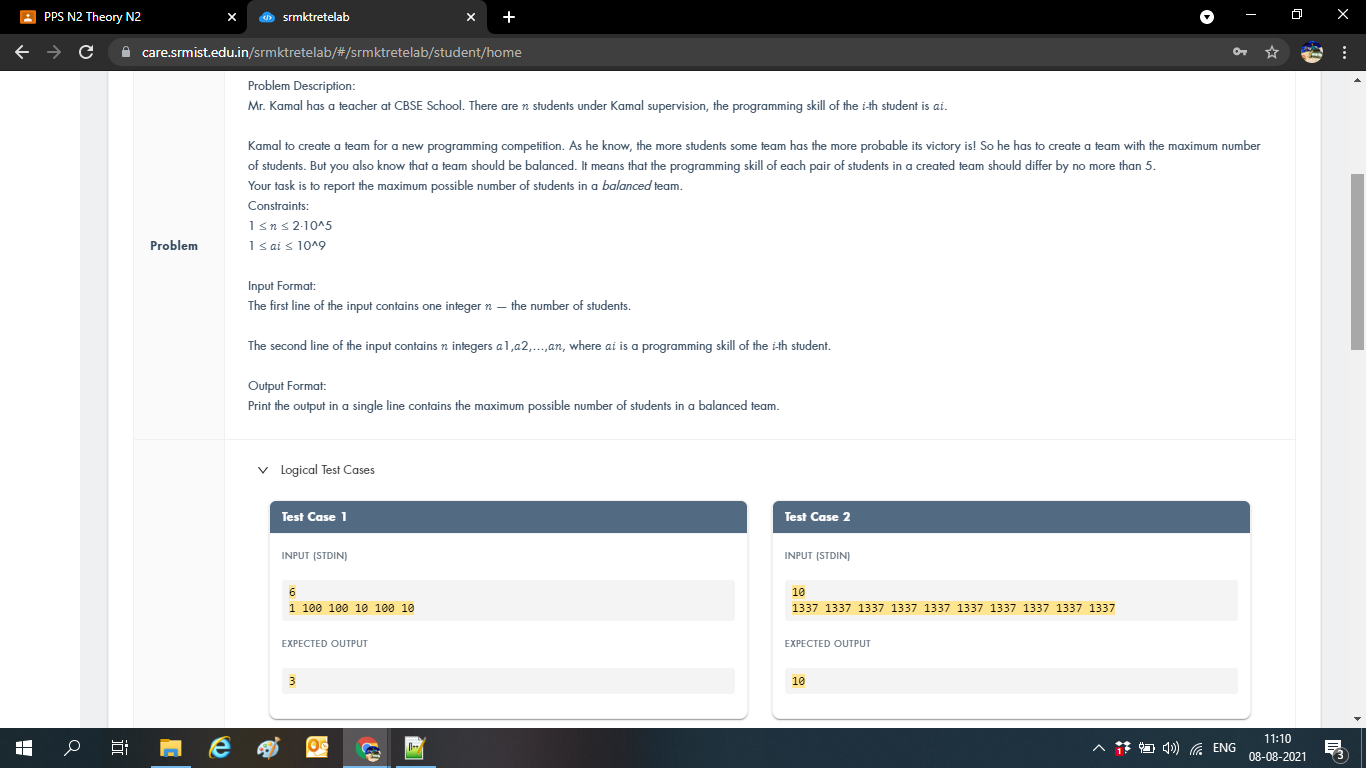 PPS N2 Theory N2
srmktretelab
care.srmist.edu.in/srmktretelab/#/srmktretelab/student/home
Problem Description:
Mr. Kamal has a teacher at CBSE School. There are n students under Kamal supervision, the programming skill of the i-th student is ai.
Kamal to create a team for a new programming competition. As he know, the more students some team has the more probable its victory is! So he has to create a team with the maximum number
of students. But you also know that a team should be balanced. It means that the programming skill of each pair of students in a created team should differ by no more than 5.
Your task is to report the maximum possible number of students in a balanced team.
Constraints:
1 ≤ n ≤ 2·10^5
1 ≤ ai ≤ 10^9
Problem
Input Format:
The first line of the input contains one integer n — the number of students.
The second line of the input contains n integers a1,a2,...,an, where ai is a programming skill of the i-th student.
Output Format:
Print the output in a single line contains the maximum possible number of students in a balanced team.
Logical Test Cases
Test Case 1
INPUT (STDIN)
6
1 100 100 10 100 10
EXPECTED OUTPUT
3
Test Case 2
INPUT (STDIN)
10
1337 1337 1337 1337 1337 1337 1337 1337 1337 1337
EXPECTED OUTPUT
10
ENG
11:10
08-08-2021
3